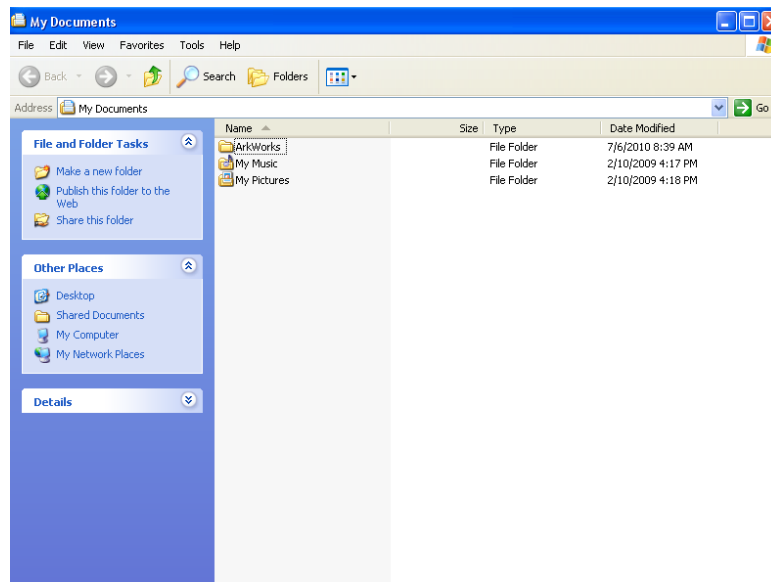 My Documents
File Edit View Favorites Tools Help
Back Search Folders
Address My Documents Go
Name Size Type Date Modified
ArkWorks File Folder 7/6/2010 8:39 AM
My Music File Folder 2/10/2009 4:17 PM
My Pictures File Folder 2/10/2009 4:18 PM
File and Folder Tasks
Make a new folder
Publish this folder to the
Web
Share this folder
Other Places
Desktop
Shared Documents
My Computer
My Network Places
Details